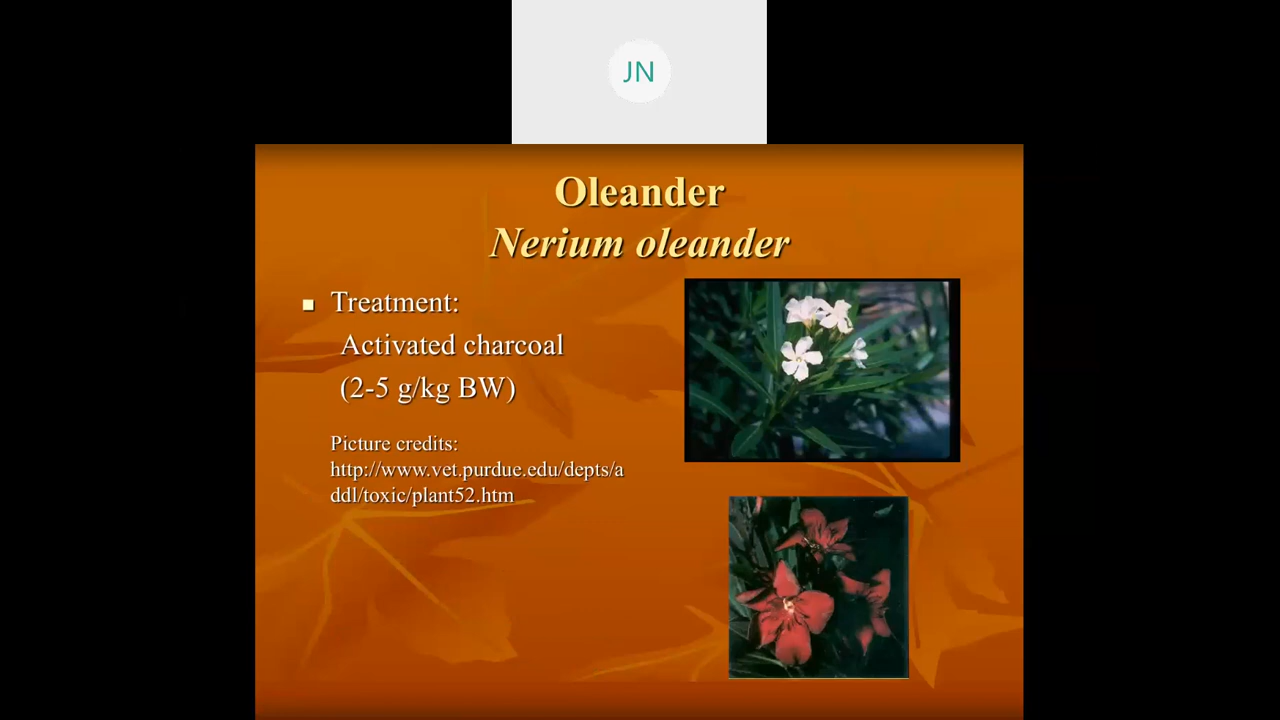 JN
Oleander
Nerium oleander
Treatment:
Activated charcoal
(2-5 g/kg BW)
Picture credits:
http://www.vet.purdue.edu/depts/a
ddl/toxic/plant52.htm